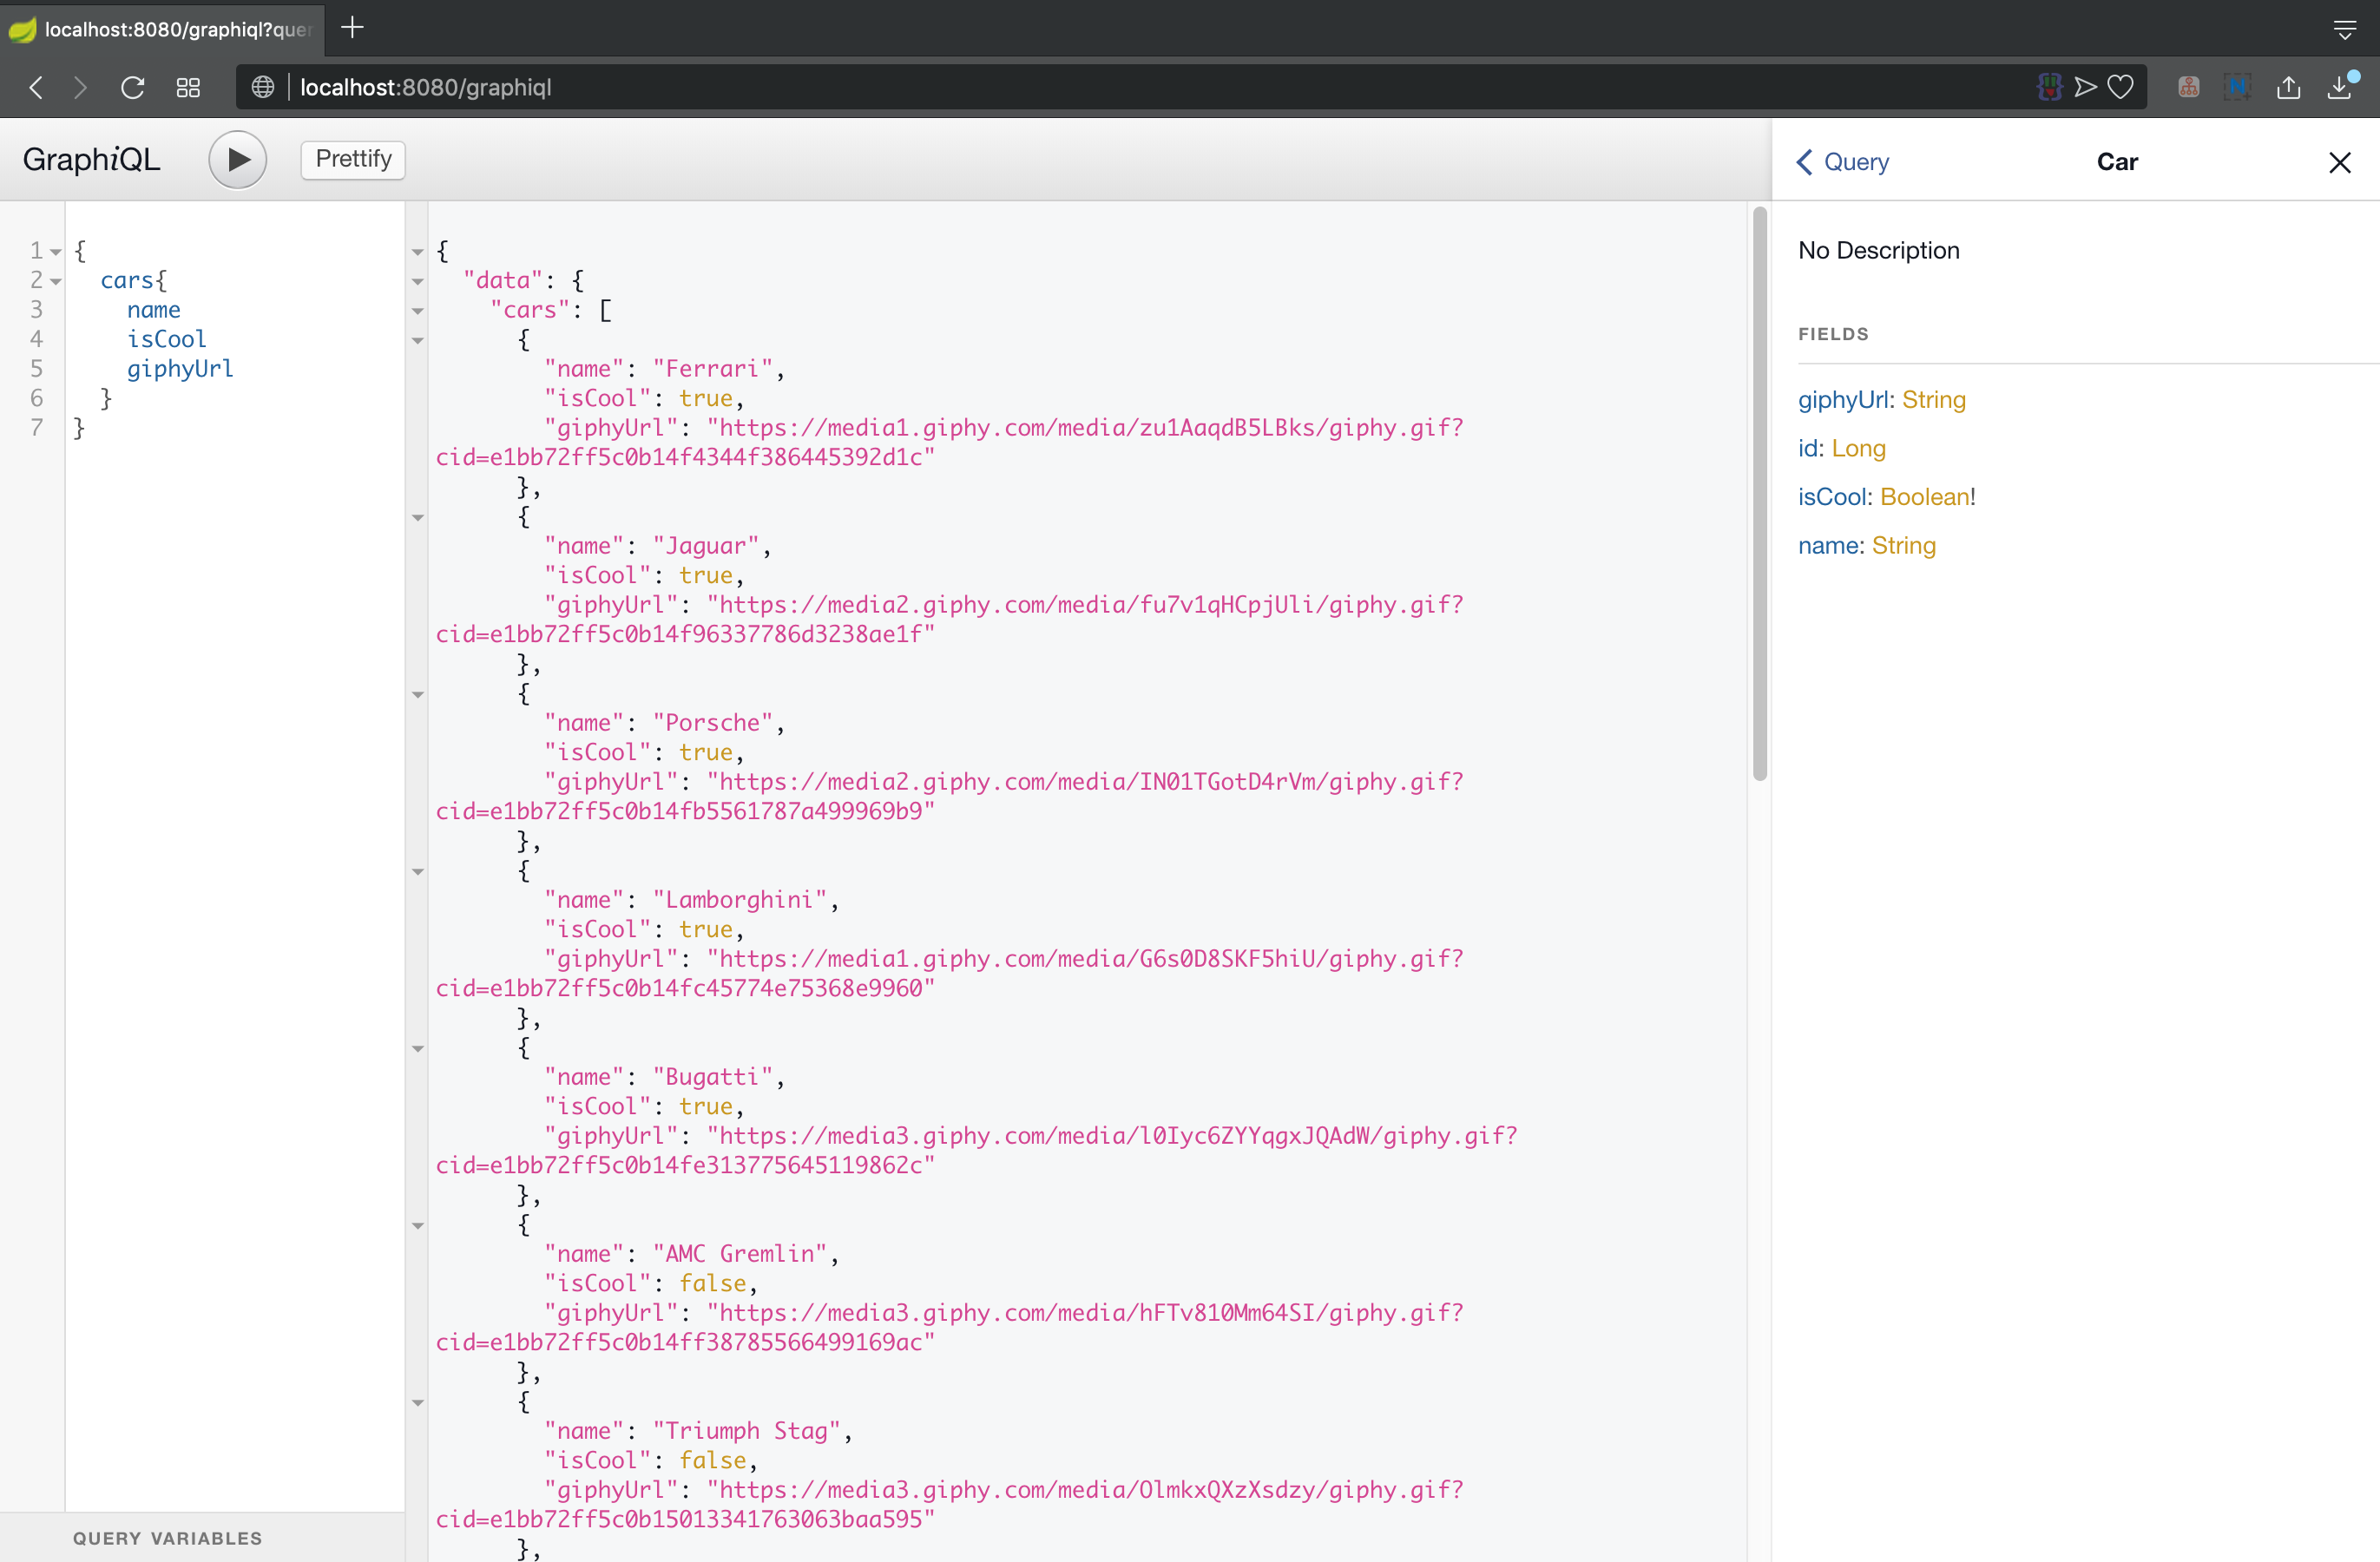 localhost:8080/graphiql?quer
localhost:8080/graphiql
GraphiQL
Prettify
1 {
2 cars{
3 name
4 isCool
5 giphyUrl
6 }
7 }
QUERY VARIABLES
{
"data": {
"cars": [
{
"name": "Ferrari",
"isCool": true,
"giphyUrl": "https://media1.giphy.com/media/zu1AaqdB5LBks/giphy.gif?
cid=e1bb72ff5c0b14f4344f386445392d1c"
},
{
"name": "Jaguar",
"isCool": true,
"giphyUrl": "https://media2.giphy.com/media/fu7v1qHCpjUli/giphy.gif?
cid=e1bb72ff5c0b14f96337786d3238ae1f"
},
{
"name": "Porsche",
"isCool": true,
"giphyUrl": "https://media2.giphy.com/media/IN01TGotD4rVm/giphy.gif?
cid=e1bb72ff5c0b14fb5561787a499969b9"
},
{
"name": "Lamborghini",
"isCool": true,
"giphyUrl": "https://media1.giphy.com/media/G6s0D8SKF5hiU/giphy.gif?
cid=e1bb72ff5c0b14fc45774e75368e9960"
},
{
"name": "Bugatti",
"isCool": true,
"giphyUrl": "https://media3.giphy.com/media/l0Iyc6ZYYqgxJQAdW/giphy.gif?
cid=e1bb72ff5c0b14fe313775645119862c"
},
{
"name": "AMC Gremlin",
"isCool": false,
"giphyUrl": "https://media3.giphy.com/media/hFTv810Mm64SI/giphy.gif?
cid=e1bb72ff5c0b14ff38785566499169ac"
},
{
"name": "Triumph Stag",
"isCool": false,
"giphyUrl": "https://media3.giphy.com/media/OlmkxQXzXsdzy/giphy.gif?
cid=e1bb72ff5c0b15013341763063baa595"
},
Query
Car
No Description
FIELDS
giphyUrl: String
id: Long
isCool: Boolean!
name: String